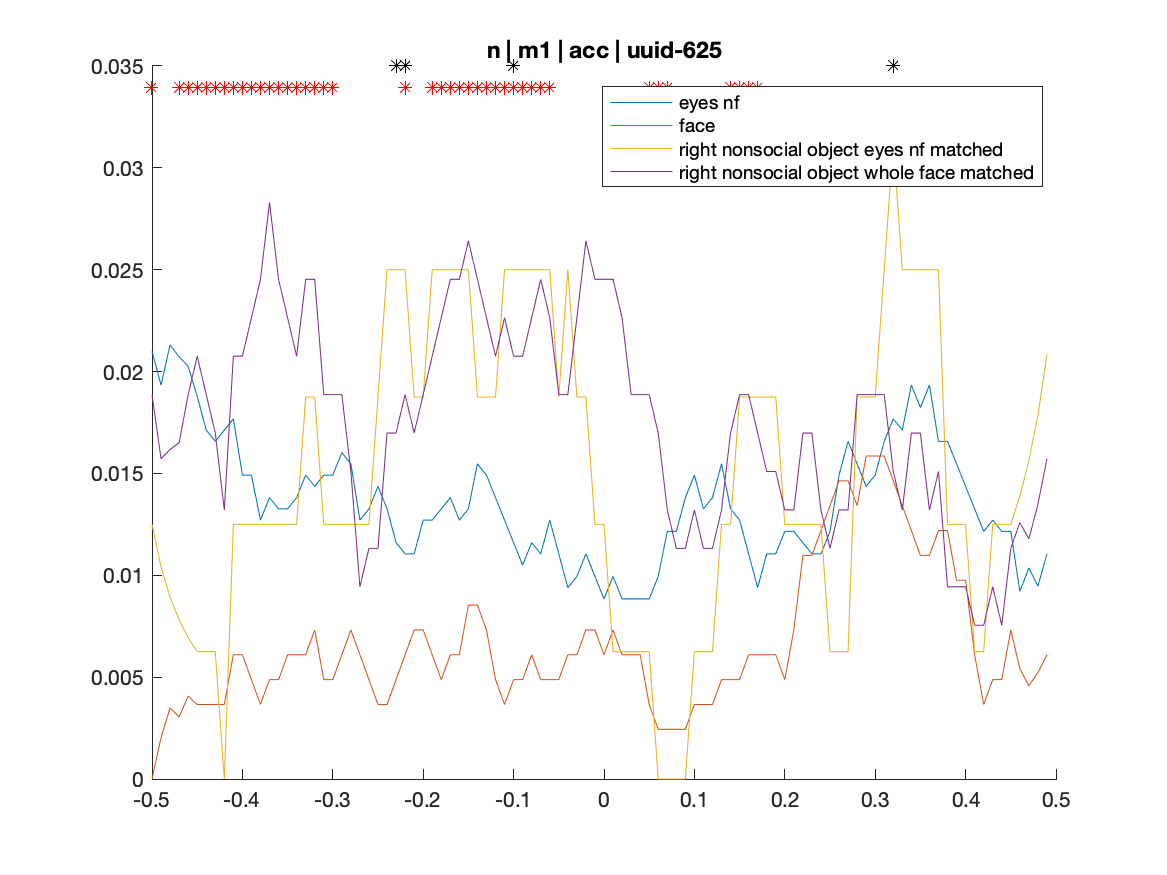 n | m1 | acc | uuid-625
0.035
0.03
0.025
0.02
0.015
0.01
0.005
0
eyes nf
face
right nonsocial object eyes nf matched
right nonsocial object whole face matched
-0.5 -0.4 -0.3 -0.2 -0.1 0 0.1 0.2 0.3 0.4 0.5